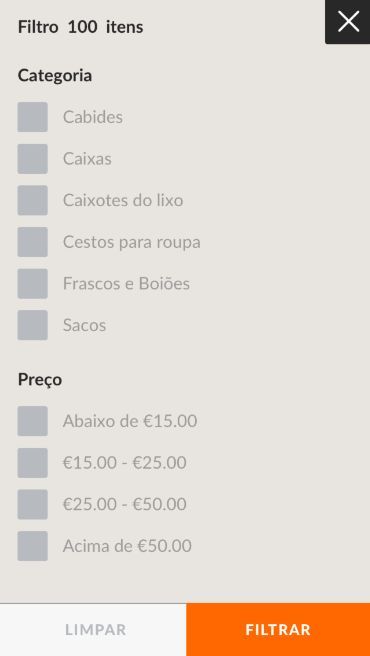 Filtro 100 itens
Categoria
Cabides
Caixas
Caixotes do lixo
Cestos para roupa
Frascos e Boiões
Sacos
Preço
Abaixo de €15.00
€15.00 - €25.00
€25.00 - €50.00
Acima de €50.00
LIMPAR
FILTRAR